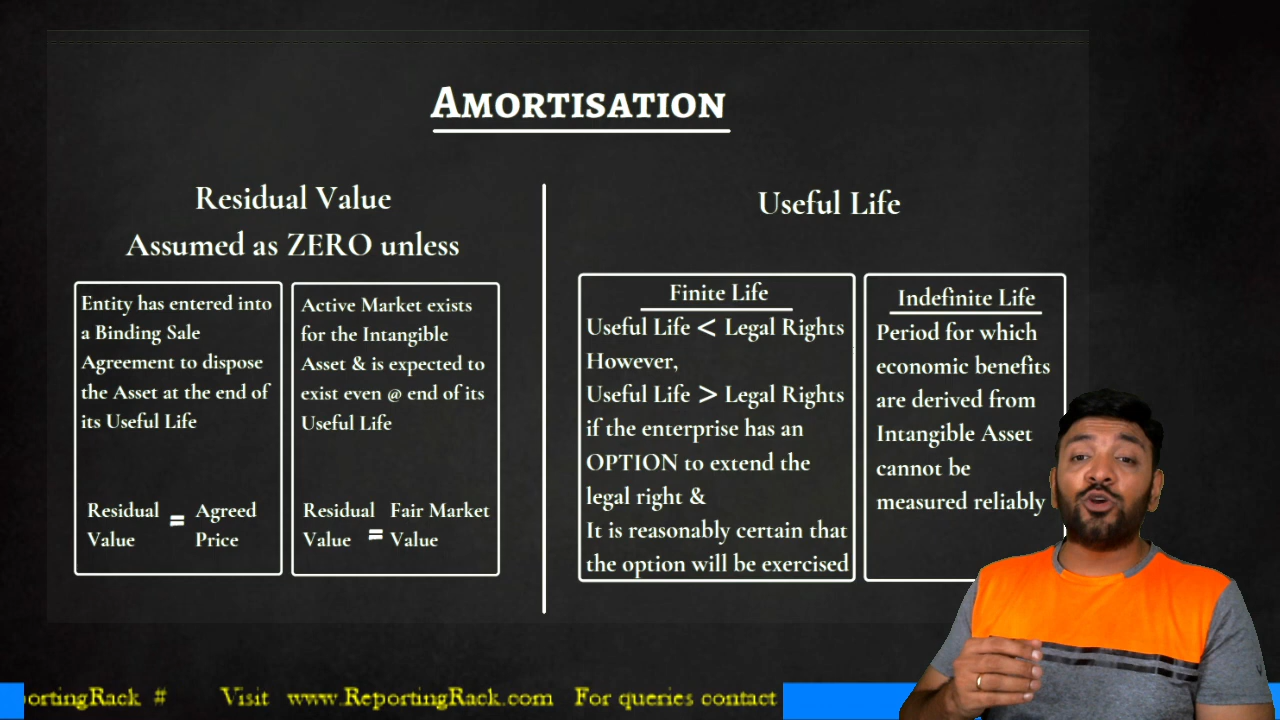 AMORTISATION
Residual Value
Assumed as ZERO unless
Entity has entered into
a Binding Sale
Agreement to dispose
the Asset at the end of
its Useful Life
Residual = Agreed
Value Price
Active Market exists
for the Intangible
Asset & is expected to
exist even @ end of its
Useful Life
Residual Fair Market
Value = Value
Useful Life
Finite Life
Useful Life < Legal Rights
However,
Useful Life > Legal Rights
if the enterprise has an
OPTION to extend the
legal right &
It is reasonably certain that
the option will be exercised
Indefinite Life
Period for which
economic benefits
are derived from
Intangible Asset
cannot be
measured reliably
ortingRack # Visit www.ReportingRack.com For queries contact